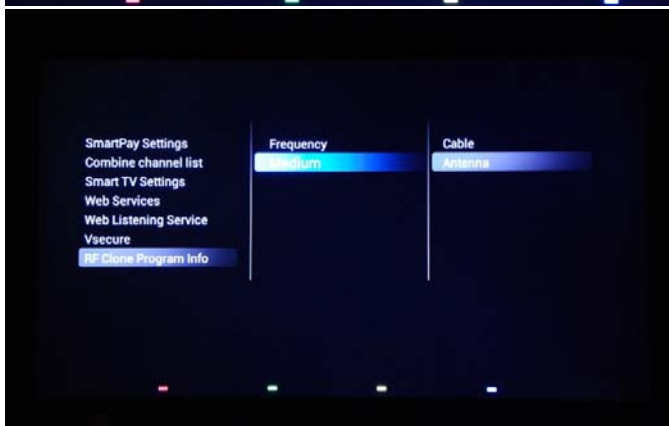 SmartPay Settings
Combine channel list
Smart TV Settings
Web Services
Web Listening Service
Vsecure
RF Clone Program Info
Frequency
Medium
Cable
Antenna